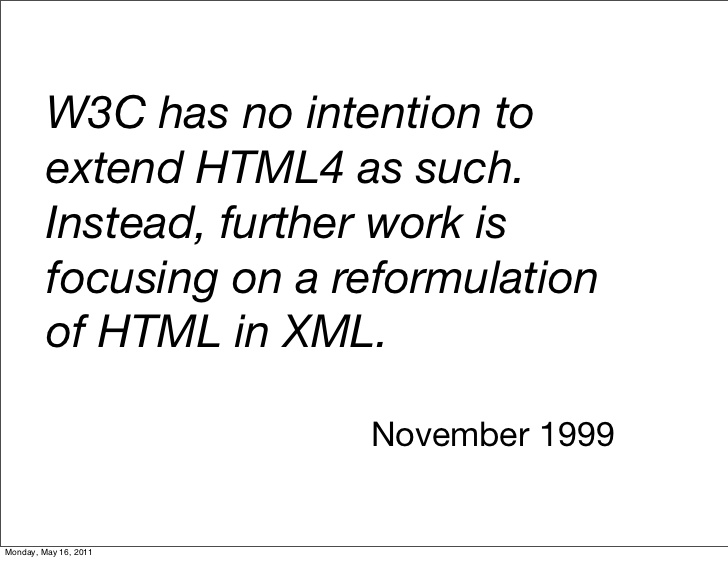 W3C has no intention to
extend HTML4 as such.
Instead, further work is
focusing on a reformulation
of HTML in XML.
November 1999
Monday, May 16, 2011